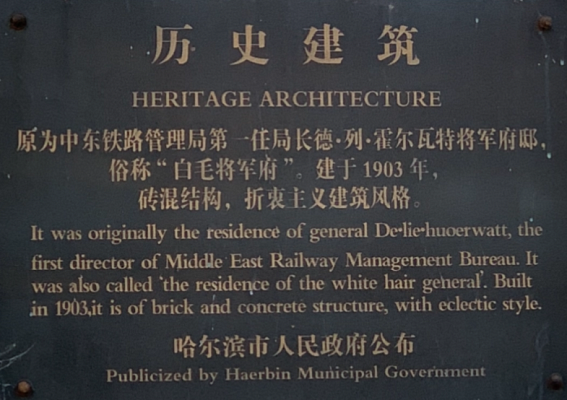 历史建筑
HERITAGE ARCHITECTURE
原为中东铁路管理局第一任局长德·列·霍尔瓦特将军府邸，
俗称“白毛将军府”。建于1903年，
砖混结构，折衷主义建筑风格。
It was originally the residence of general De·lie·huoerwatt, the
first director of Middle East Railway Management Bureau. It
was also called 'the residence of the white hair general'. Built
in 1903,it is of brick and concrete structure, with eclectic style.
哈尔滨市人民政府公布
Publicized by Haerbin Municipal Government